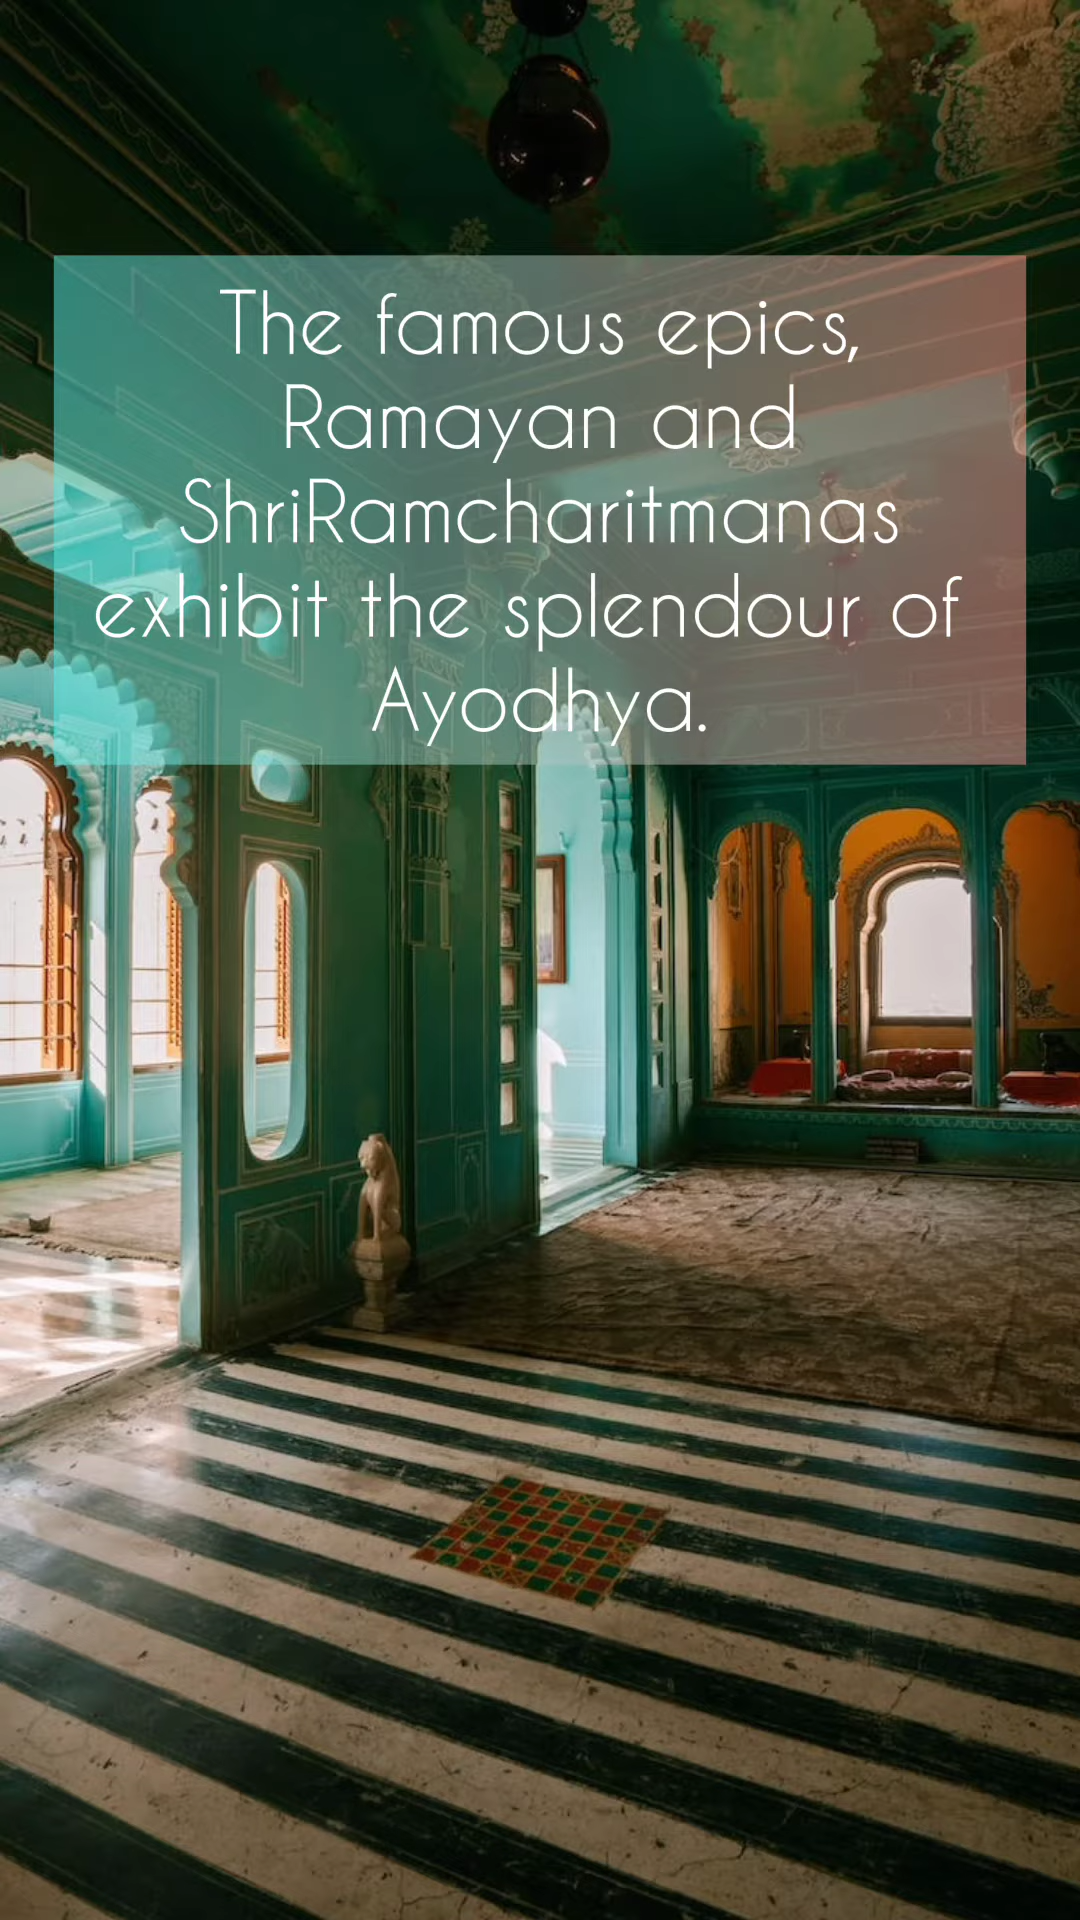 The famous epics,
Ramayan and
ShriRamcharitmanas
exhibit the splendour of
Ayodhya.